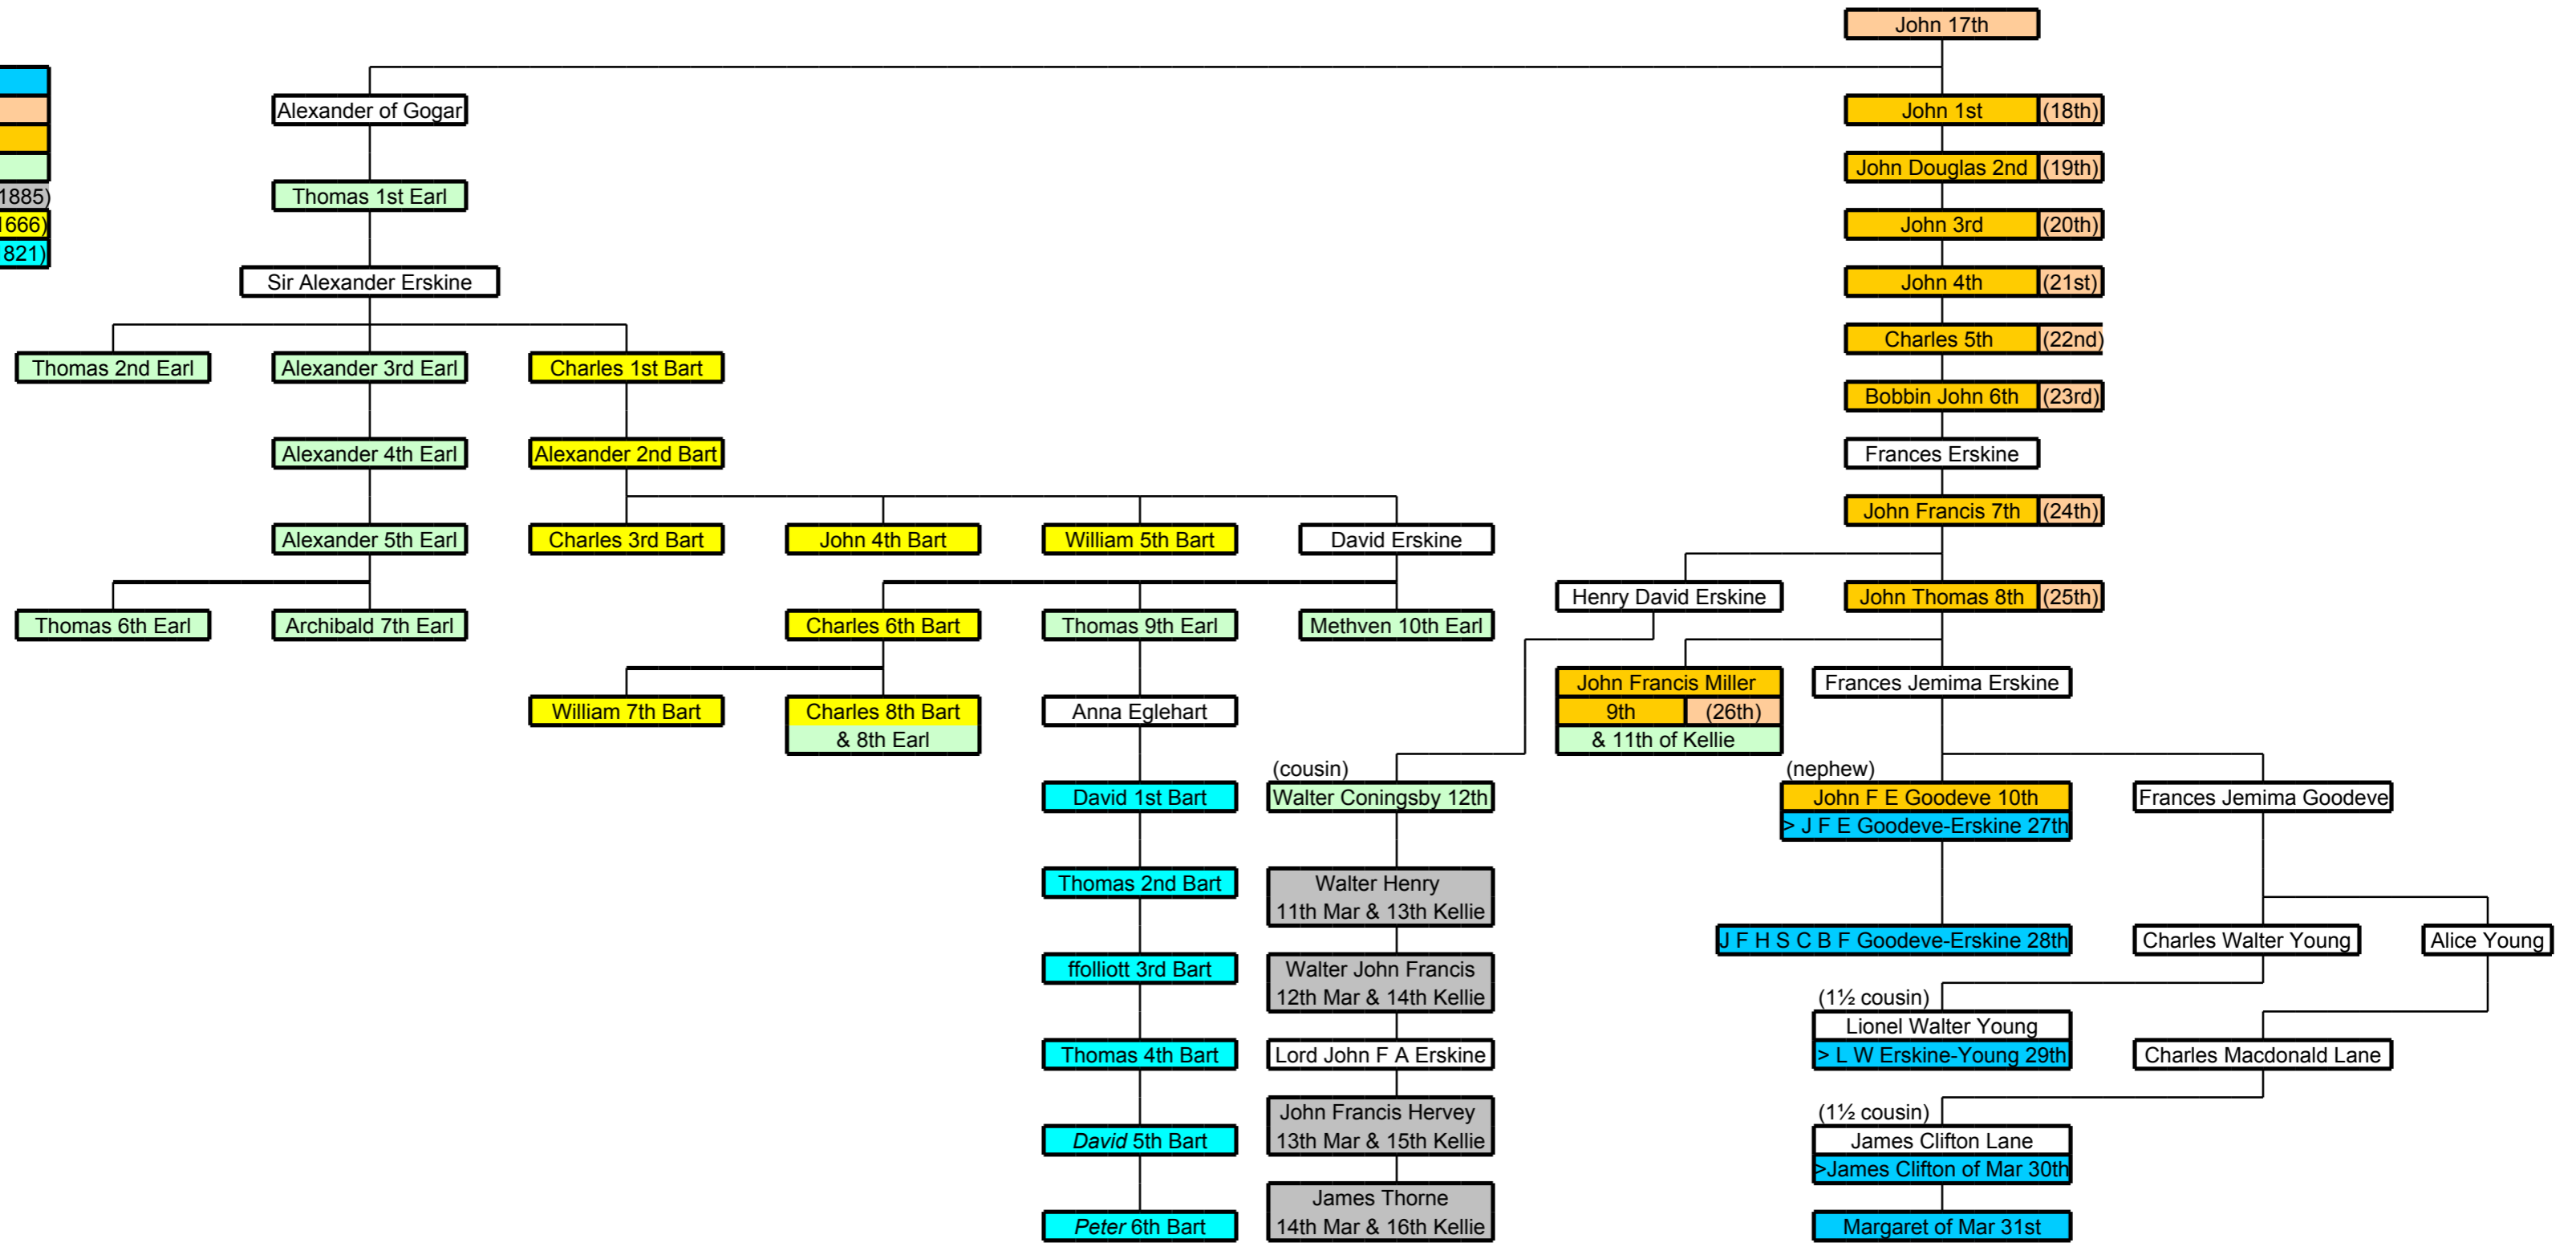 John 17th
Alexander of Gogar
John 1st (18th)
John Douglas 2nd (19th)
1885)
Thomas 1st Earl
John 3rd (20th)
1666)
821)
Sir Alexander Erskine
John 4th (21st)
Charles 5th (22nd)
Thomas 2nd Earl
Alexander 3rd Earl
Charles 1st Bart
Bobbin John 6th (23rd)
Alexander 4th Earl
Alexander 2nd Bart
Frances Erskine
John Francis 7th (24th)
Alexander 5th Earl
Charles 3rd Bart
John 4th Bart
William 5th Bart
David Erskine
Henry David Erskine
John Thomas 8th (25th)
Thomas 6th Earl
Archibald 7th Earl
Charles 6th Bart
Thomas 9th Earl
Methven 10th Earl
John Francis Miller
9th (26th)
& 11th of Kellie
Frances Jemima Erskine
William 7th Bart
Charles 8th Bart
& 8th Earl
Anna Eglehart
(cousin)
Walter Coningsby 12th
(nephew)
John F E Goodeve 10th
> J F E Goodeve-Erskine 27th
Frances Jemima Goodeve
David 1st Bart
Thomas 2nd Bart
Walter Henry
11th Mar & 13th Kellie
J F H S C B F Goodeve-Erskine 28th
Charles Walter Young
Alice Young
ffolliott 3rd Bart
Walter John Francis
12th Mar & 14th Kellie
(1½ cousin)
Lionel Walter Young
> L W Erskine-Young 29th
Thomas 4th Bart
Lord John F A Erskine
Charles Macdonald Lane
John Francis Hervey
13th Mar & 15th Kellie
(1½ cousin)
James Clifton Lane
>James Clifton of Mar 30th
David 5th Bart
James Thorne
14th Mar & 16th Kellie
Peter 6th Bart
Margaret of Mar 31st